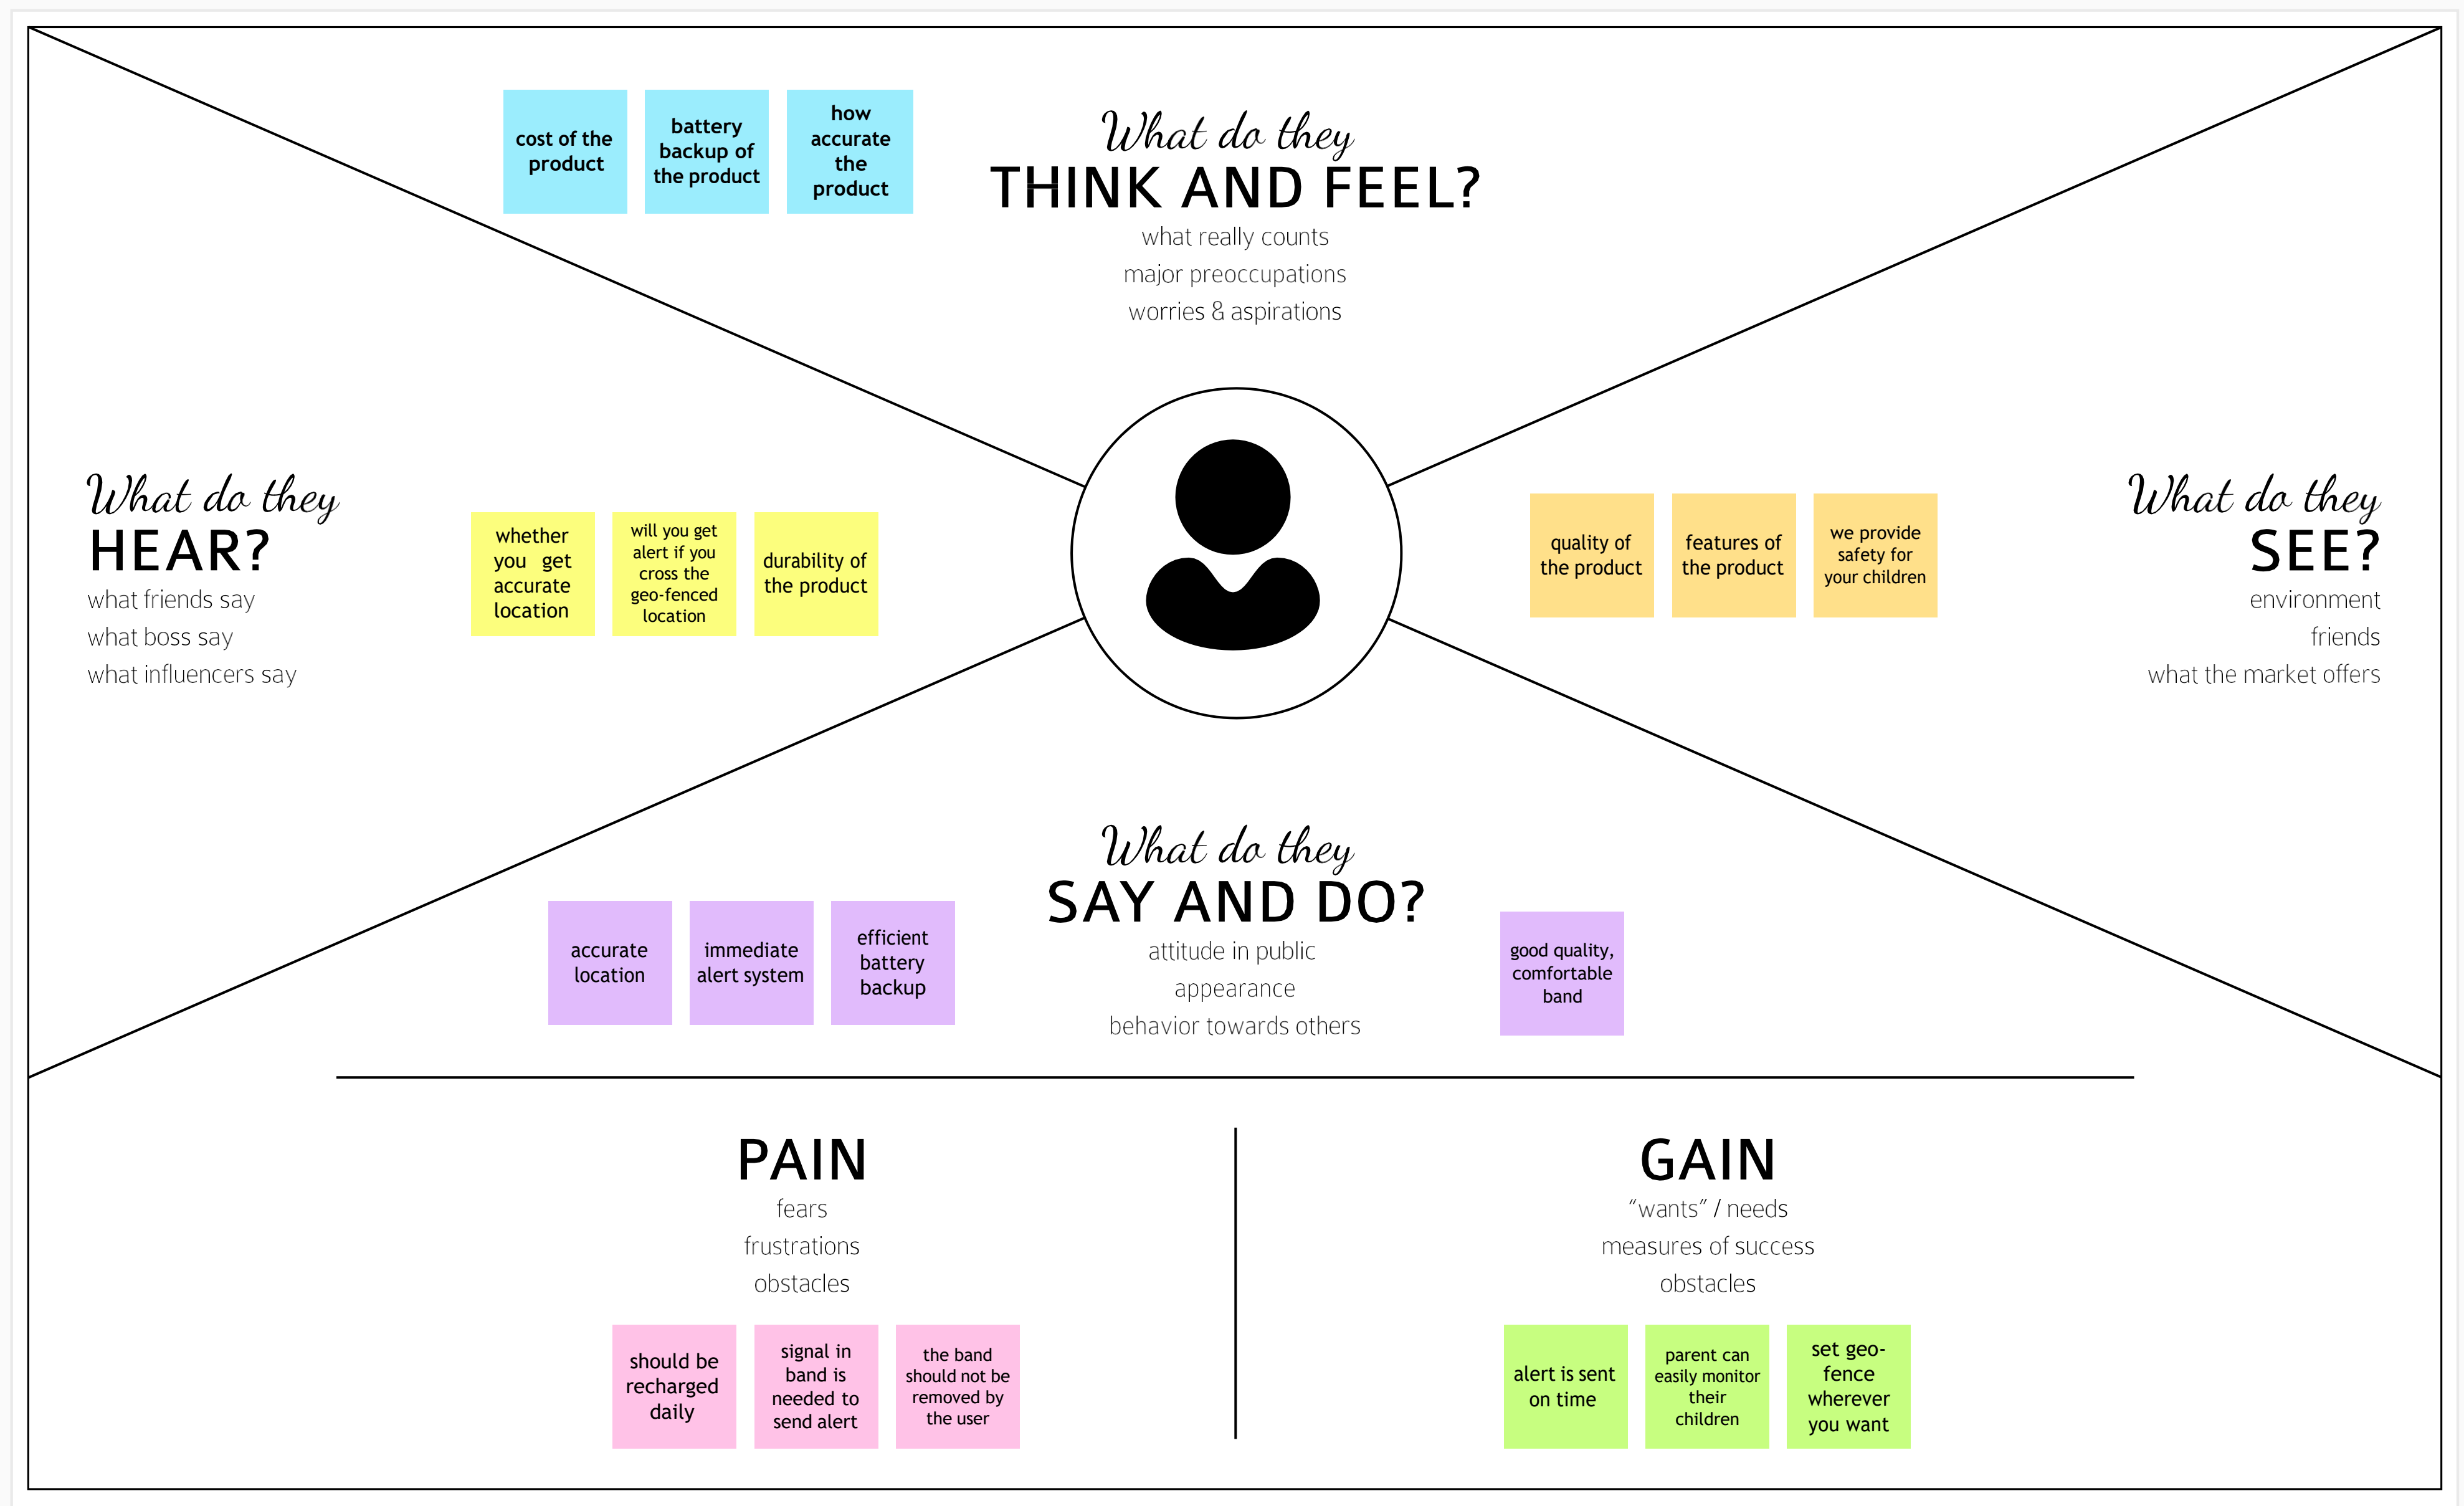 cost of the
product
battery
backup of
the product
how
accurate
the
product
What do they
THINK AND FEEL?
what really counts
major preoccupations
worries & aspirations
What do they
HEAR?
what friends say
what boss say
what influencers say
whether
you get
accurate
location
will you get
alert if you
cross the
geo-fenced
location
durability of
the product
quality of
the product
features of
the product
we provide
safety for
your children
What do they
SEE?
environment
friends
what the market offers
What do they
SAY AND DO?
attitude in public
appearance
behavior towards others
accurate
location
immediate
alert system
efficient
battery
backup
good quality,
comfortable
band
PAIN
fears
frustrations
obstacles
should be
recharged
daily
signal in
band is
needed to
send alert
the band
should not be
removed by
the user
GAIN
“wants” / needs
measures of success
obstacles
alert is sent
on time
parent can
easily monitor
their
children
set geo-
fence
wherever
you want